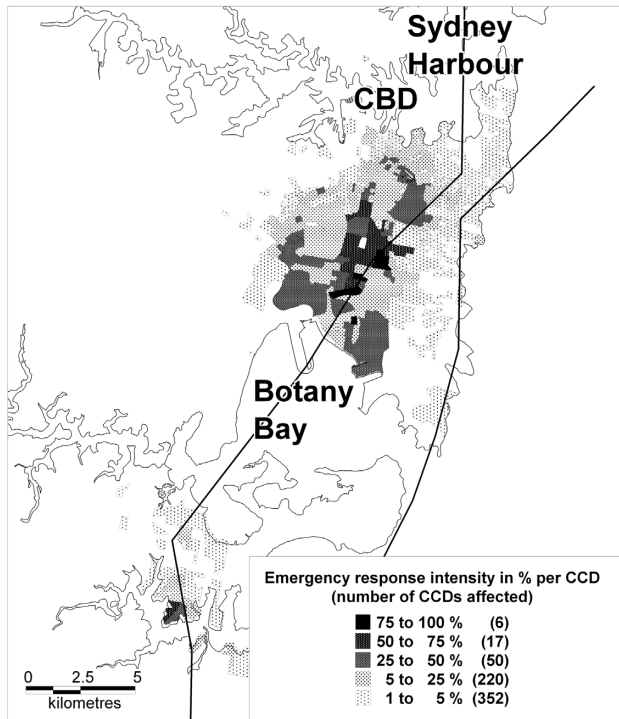 Sydney
Harbour
CBD
Botany
Bay
Emergency response intensity in % per CCD
(number of CCDs affected)
75 to 100 % (6)
50 to 75 % (17)
25 to 50 % (50)
5 to 25 % (220)
1 to 5 % (352)
0 2.5 5
kilometres